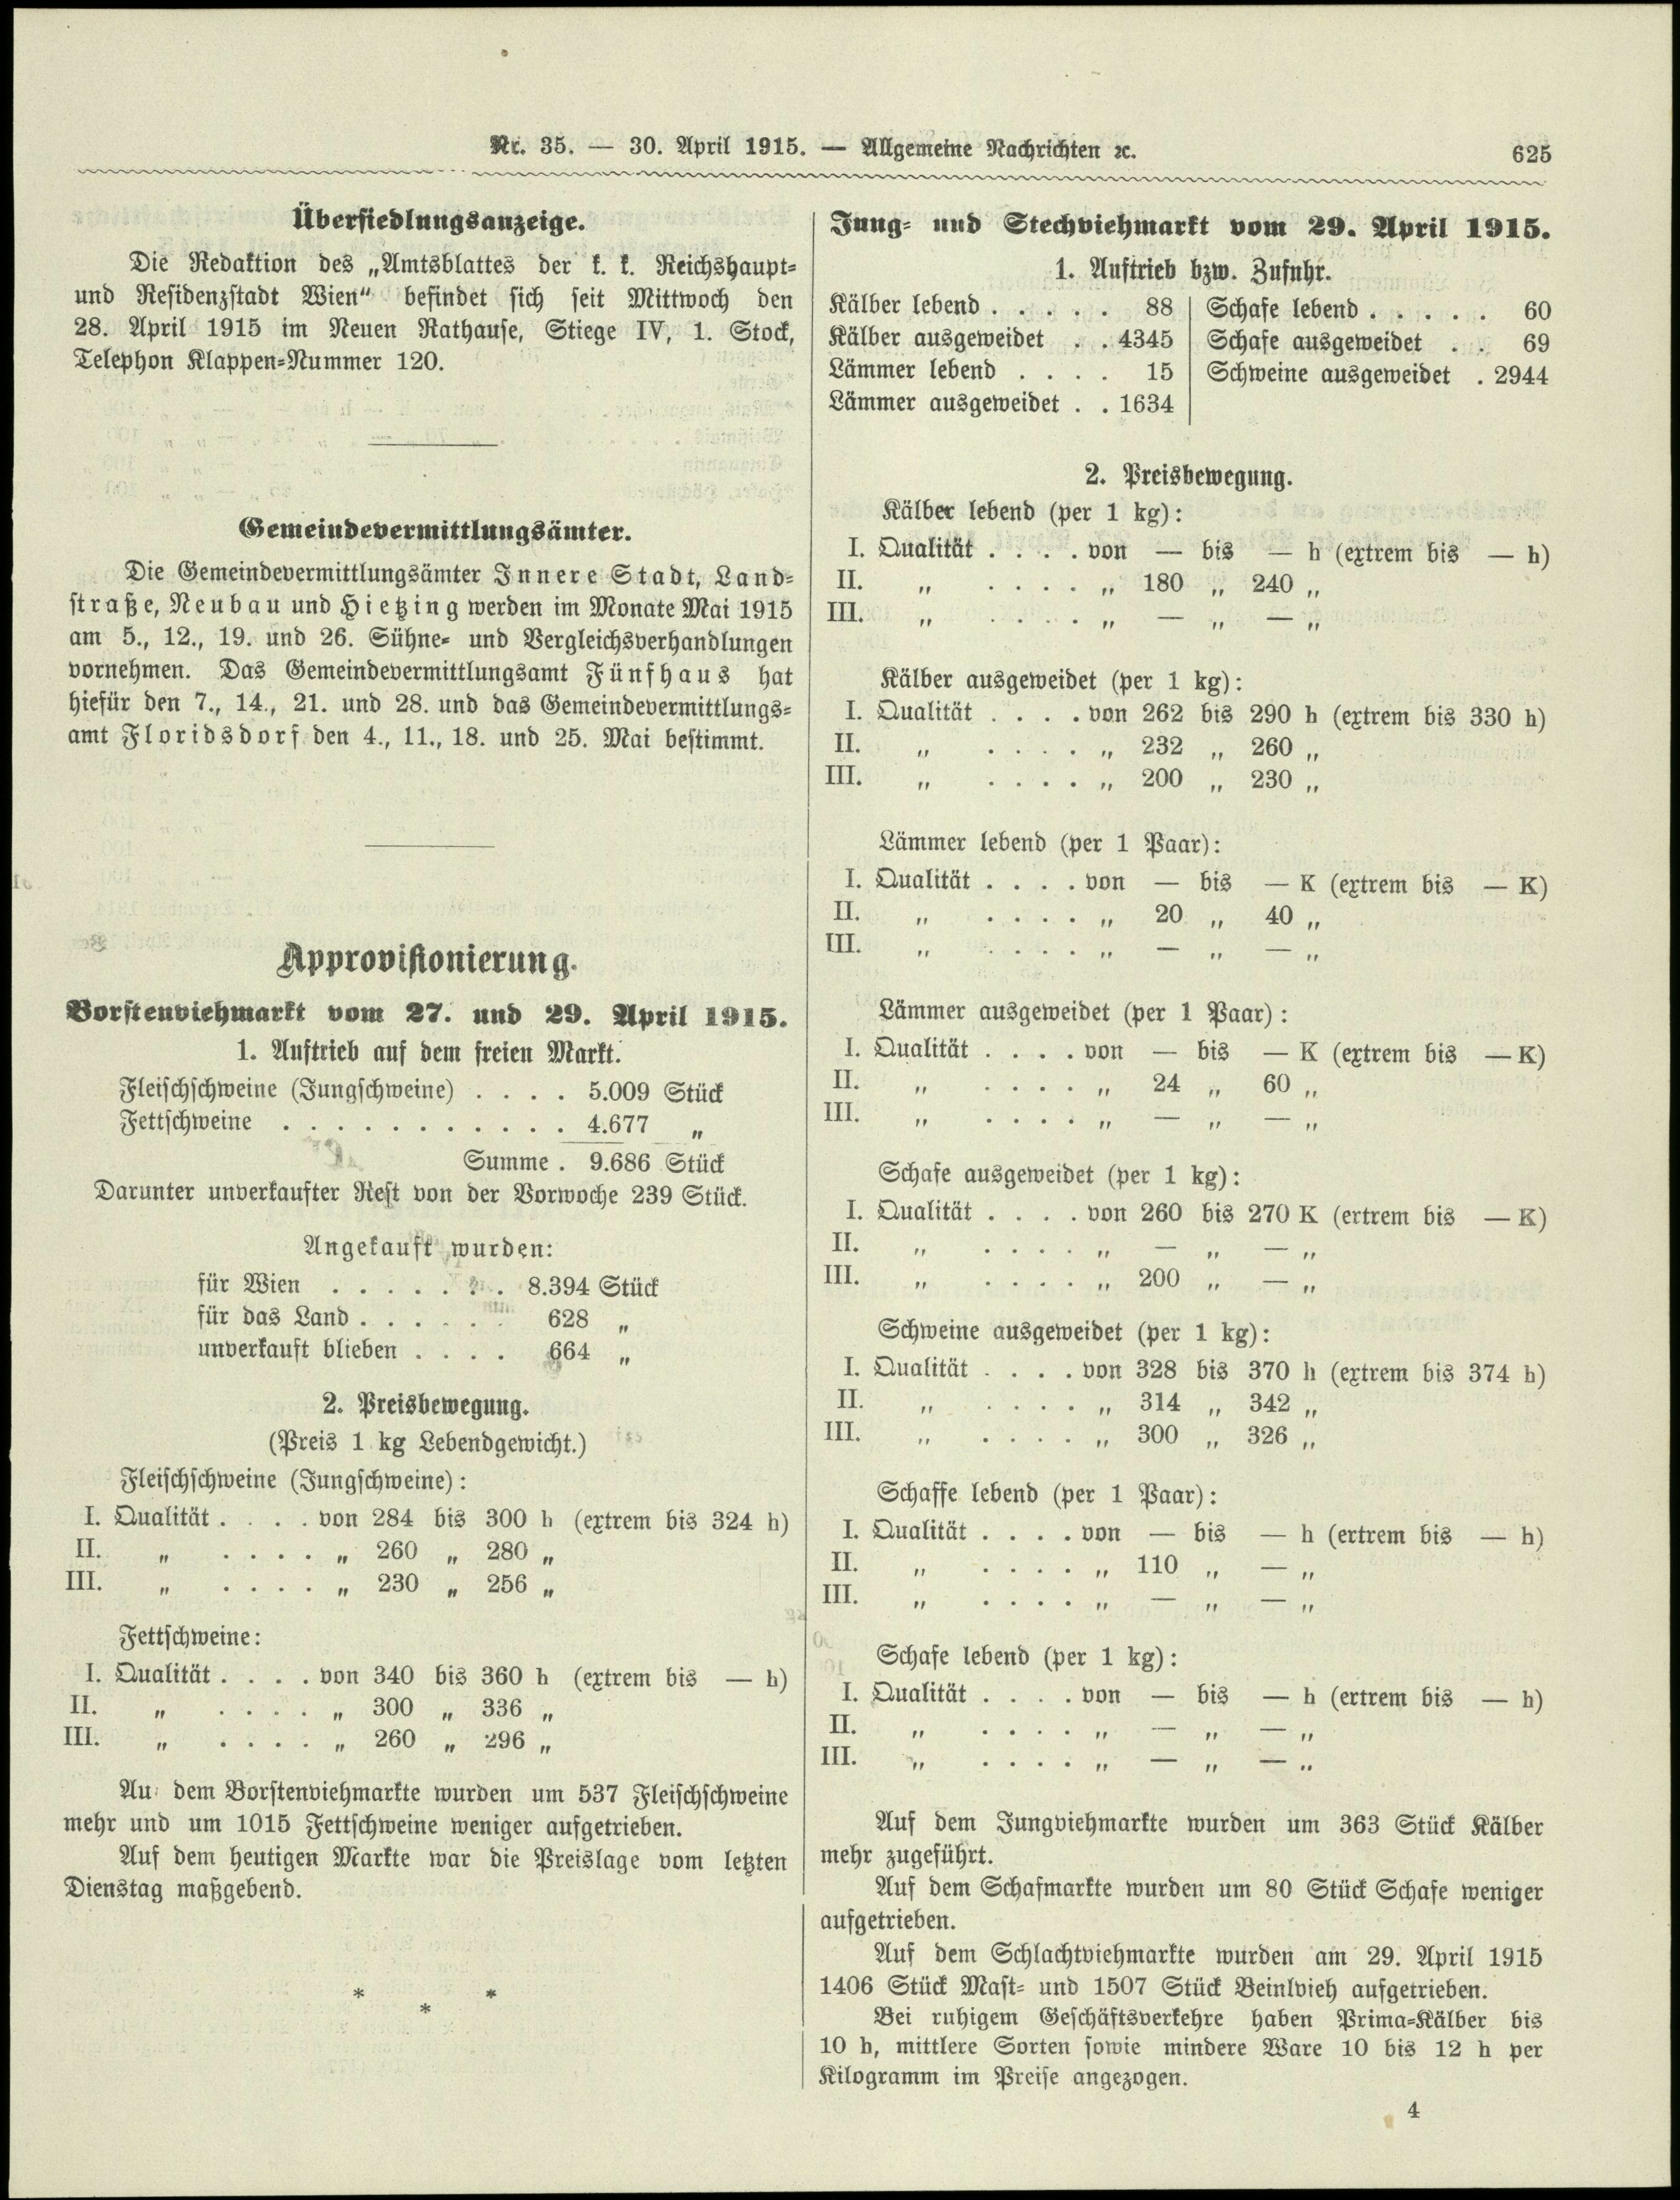 Nr. 35. — 30. April 1915. — Allgemeine Nachrichten ꝛc.
625
Übersiedlungsanzeige.
Die Redaktion des „Amtsblattes der k. k. Reichshaupt-
und Residenzstadt Wien“ befindet sich seit Mittwoch den
28. April 1915 im Neuen Rathause, Stiege IV, 1. Stock,
Telephon Klappen-Nummer 120.
Gemeindevermittlungsämter.
Die Gemeindevermittlungsämter Innere Stadt, Land-
straße, Neubau und Hietzing werden im Monate Mai 1915
am 5., 12., 19. und 26. Sühne- und Vergleichsverhandlungen
vornehmen. Das Gemeindevermittlungsamt Fünfhaus hat
hiefür den 7., 14., 21. und 28. und das Gemeindevermittlungs-
amt Floridsdorf den 4., 11., 18. und 25. Mai bestimmt.
Approvisionierung.
Borstenviehmarkt vom 27. und 29. April 1915.
1. Auftrieb auf dem freien Markt.
Fleischschweine (Jungschweine) . . . . 5.009 Stück
Fettschweine . . . . . . . . . . . 4.677 „
Summe . 9.686 Stück
Darunter unverkaufter Rest von der Vorwoche 239 Stück.
Angekauft wurden:
für Wien . . . . . . . 8.394 Stück
für das Land . . . . . . 628 „
unverkauft blieben . . . . 664 „
2. Preisbewegung.
(Preis 1 kg Lebendgewicht.)
Fleischschweine (Jungschweine):
I. Qualität . . . . von 284 bis 300 h (extrem bis 324 h)
II. „ . . . . „ 260 „ 280 „
III. „ . . . . „ 230 „ 256 „
Fettschweine:
I. Qualität . . . . von 340 bis 360 h (extrem bis — h)
II. „ . . . . „ 300 „ 336 „
III. „ . . . . „ 260 „ 296 „
Au dem Borstenviehmarkte wurden um 537 Fleischschweine
mehr und um 1015 Fettschweine weniger aufgetrieben.
Auf dem heutigen Markte war die Preislage vom letzten
Dienstag maßgebend.
* * *
Jung- und Stechviehmarkt vom 29. April 1915.
1. Auftrieb bzw. Zufuhr.
Kälber lebend . . . . . 88
Kälber ausgeweidet . . 4345
Lämmer lebend . . . . 15
Lämmer ausgeweidet . . 1634
Schafe lebend . . . . . 60
Schafe ausgeweidet . . 69
Schweine ausgeweidet . 2944
2. Preisbewegung.
Kälber lebend (per 1 kg):
I. Qualität . . . . von — bis — h (extrem bis — h)
II. „ . . . . „ 180 „ 240 „
III. „ . . . . „ — „ — „
Kälber ausgeweidet (per 1 kg):
I. Qualität . . . . von 262 bis 290 h (extrem bis 330 h)
II. „ . . . . „ 232 „ 260 „
III. „ . . . . „ 200 „ 230 „
Lämmer lebend (per 1 Paar):
I. Qualität . . . . von — bis — K (extrem bis — K)
II. „ . . . . „ 20 „ 40 „
III. „ . . . . „ — „ — „
Lämmer ausgeweidet (per 1 Paar):
I. Qualität . . . . von — bis — K (extrem bis — K)
II. „ . . . . „ 24 „ 60 „
III. „ . . . . „ — „ — „
Schafe ausgeweidet (per 1 kg):
I. Qualität . . . . von 260 bis 270 K (ertrem bis — K)
II. „ . . . . „ — „ — „
III. „ . . . . „ 200 „ — „
Schweine ausgeweidet (per 1 kg):
I. Qualität . . . . von 328 bis 370 h (extrem bis 374 h)
II. „ . . . . „ 314 „ 342 „
III. „ . . . . „ 300 „ 326 „
Schaffe lebend (per 1 Paar):
I. Qualität . . . . von — bis — h (ertrem bis — h)
II. „ . . . . „ 110 „ — „
III. „ . . . . „ — „ — „
Schafe lebend (per 1 kg):
I. Qualität . . . . von — bis — h (ertrem bis — h)
II. „ . . . . „ — „ — „
III. „ . . . . „ — „ — „
Auf dem Jungviehmarkte wurden um 363 Stück Kälber
mehr zugeführt.
Auf dem Schafmarkte wurden um 80 Stück Schafe weniger
aufgetrieben.
Auf dem Schlachtviehmarkte wurden am 29. April 1915
1406 Stück Mast- und 1507 Stück Beinlvieh aufgetrieben.
Bei ruhigem Geschäftsverkehre haben Prima-Kälber bis
10 h, mittlere Sorten sowie mindere Ware 10 bis 12 h per
Kilogramm im Preise angezogen.
4